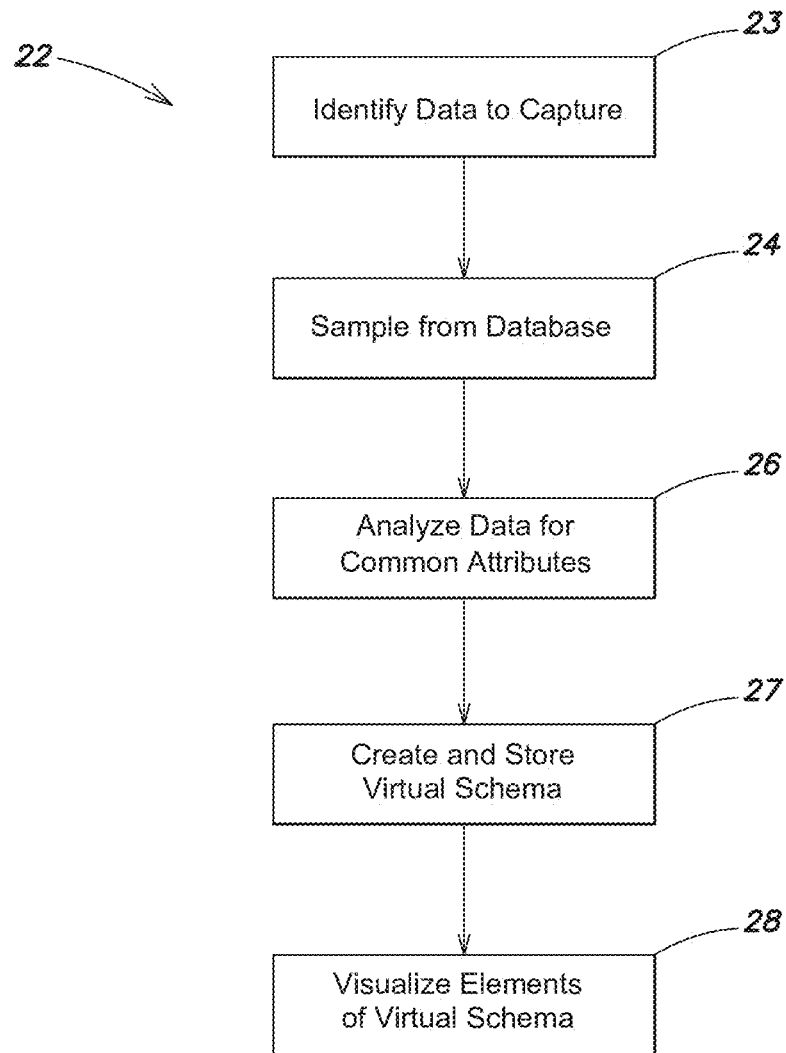 22
23
Identify Data to Capture
24
Sample from Database
26
Analyze Data for
Common Attributes
27
Create and Store
Virtual Schema
28
Visualize Elements
of Virtual Schema